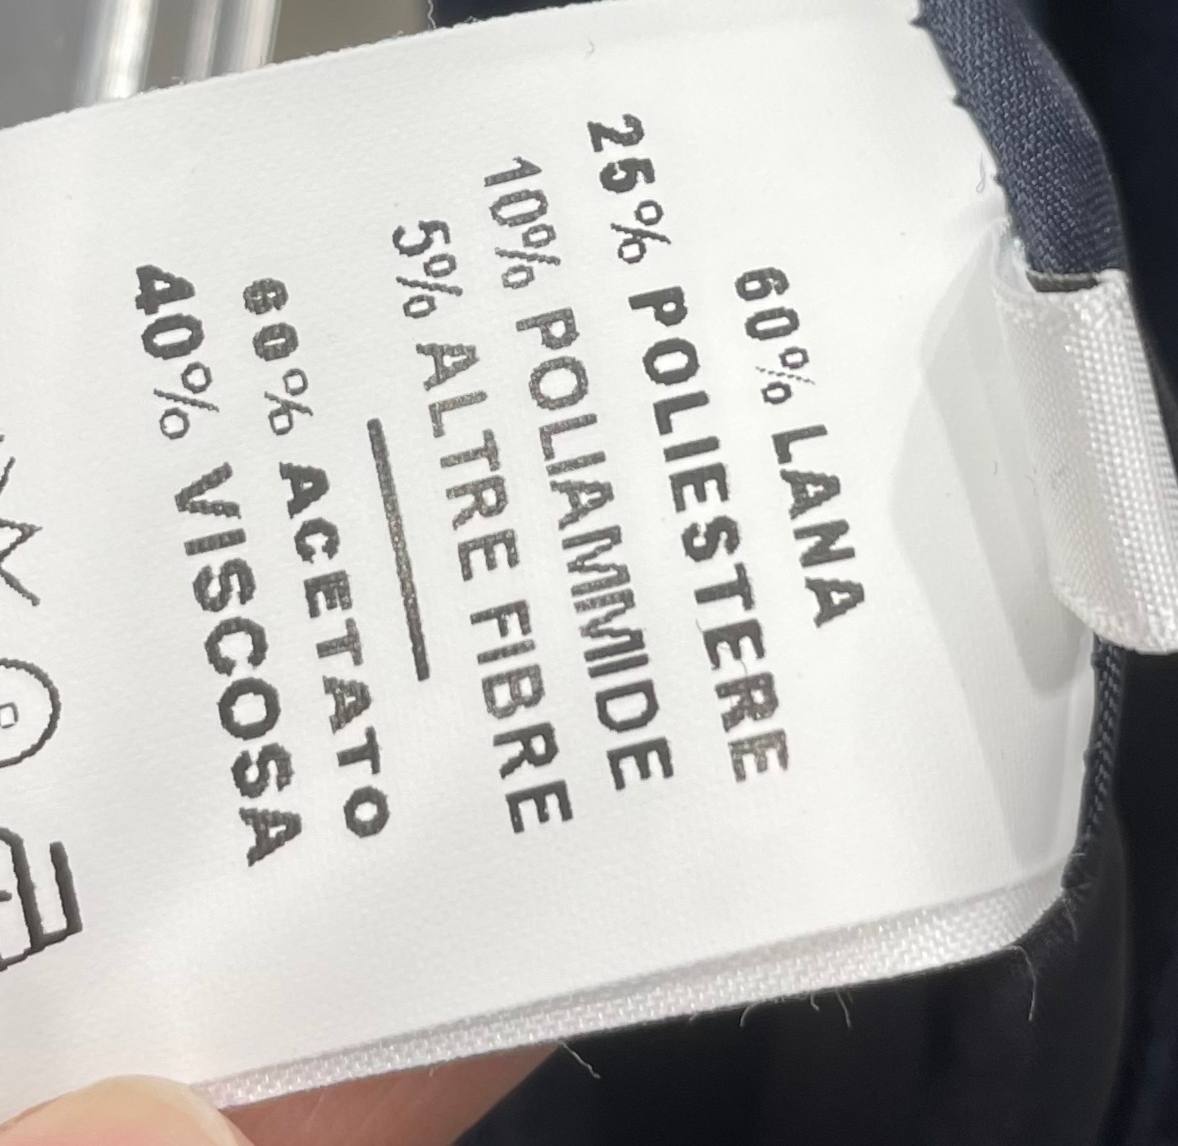 60% LANA
25% POLIESTERE
10% POLIAMMIDE
5% ALTRE FIBRE
60% ACETATO
40% VISCOSA